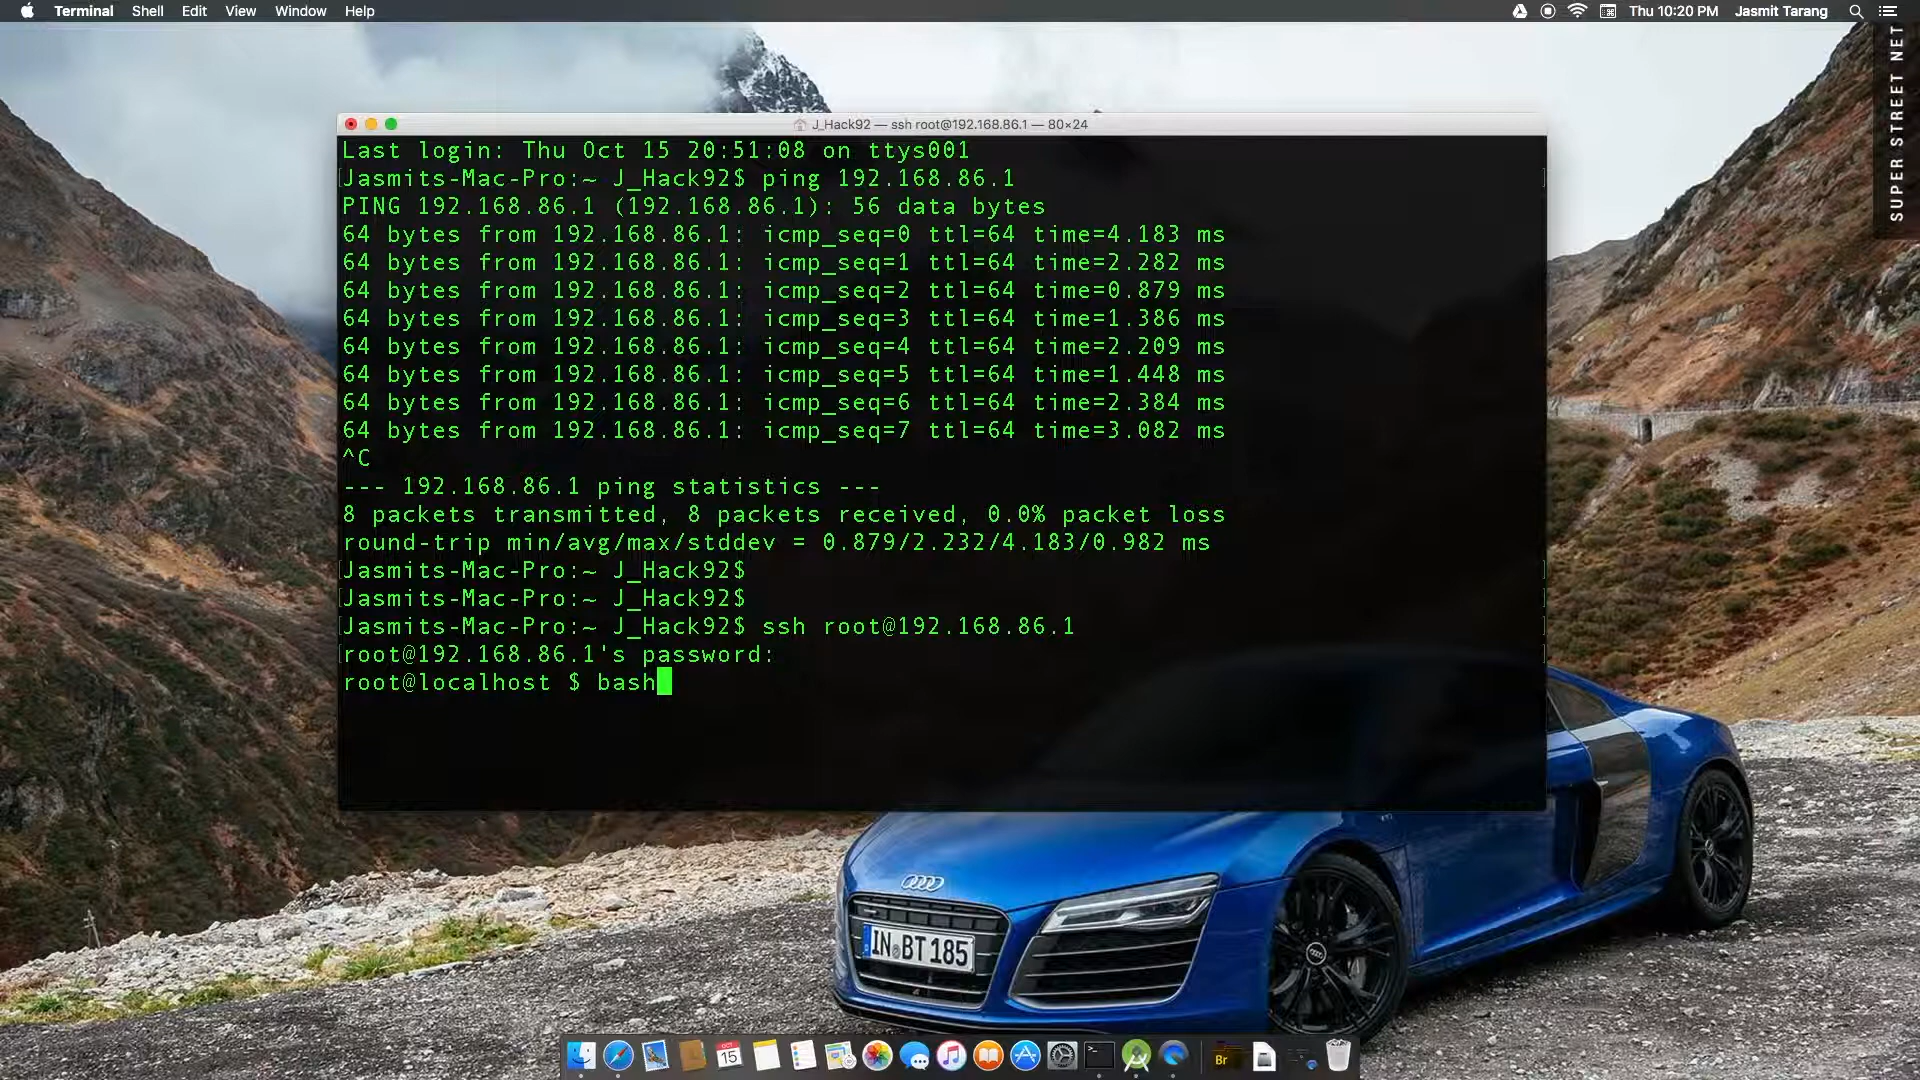 Terminal Shell Edit View Window Help
Thu 10:20 PM Jasmit Tarang
SUPER STREET NET
J_Hack92 — ssh root@192.168.86.1 — 80×24
Last login: Thu Oct 15 20:51:08 on ttys001
Jasmits-Mac-Pro:~ J_Hack92$ ping 192.168.86.1
PING 192.168.86.1 (192.168.86.1): 56 data bytes
64 bytes from 192.168.86.1: icmp_seq=0 ttl=64 time=4.183 ms
64 bytes from 192.168.86.1: icmp_seq=1 ttl=64 time=2.282 ms
64 bytes from 192.168.86.1: icmp_seq=2 ttl=64 time=0.879 ms
64 bytes from 192.168.86.1: icmp_seq=3 ttl=64 time=1.386 ms
64 bytes from 192.168.86.1: icmp_seq=4 ttl=64 time=2.209 ms
64 bytes from 192.168.86.1: icmp_seq=5 ttl=64 time=1.448 ms
64 bytes from 192.168.86.1: icmp_seq=6 ttl=64 time=2.384 ms
64 bytes from 192.168.86.1: icmp_seq=7 ttl=64 time=3.082 ms
^C
--- 192.168.86.1 ping statistics ---
8 packets transmitted, 8 packets received, 0.0% packet loss
round-trip min/avg/max/stddev = 0.879/2.232/4.183/0.982 ms
Jasmits-Mac-Pro:~ J_Hack92$
Jasmits-Mac-Pro:~ J_Hack92$
Jasmits-Mac-Pro:~ J_Hack92$ ssh root@192.168.86.1
root@192.168.86.1's password:
root@localhost $ bash
IN BT 185
OCT
15
Br